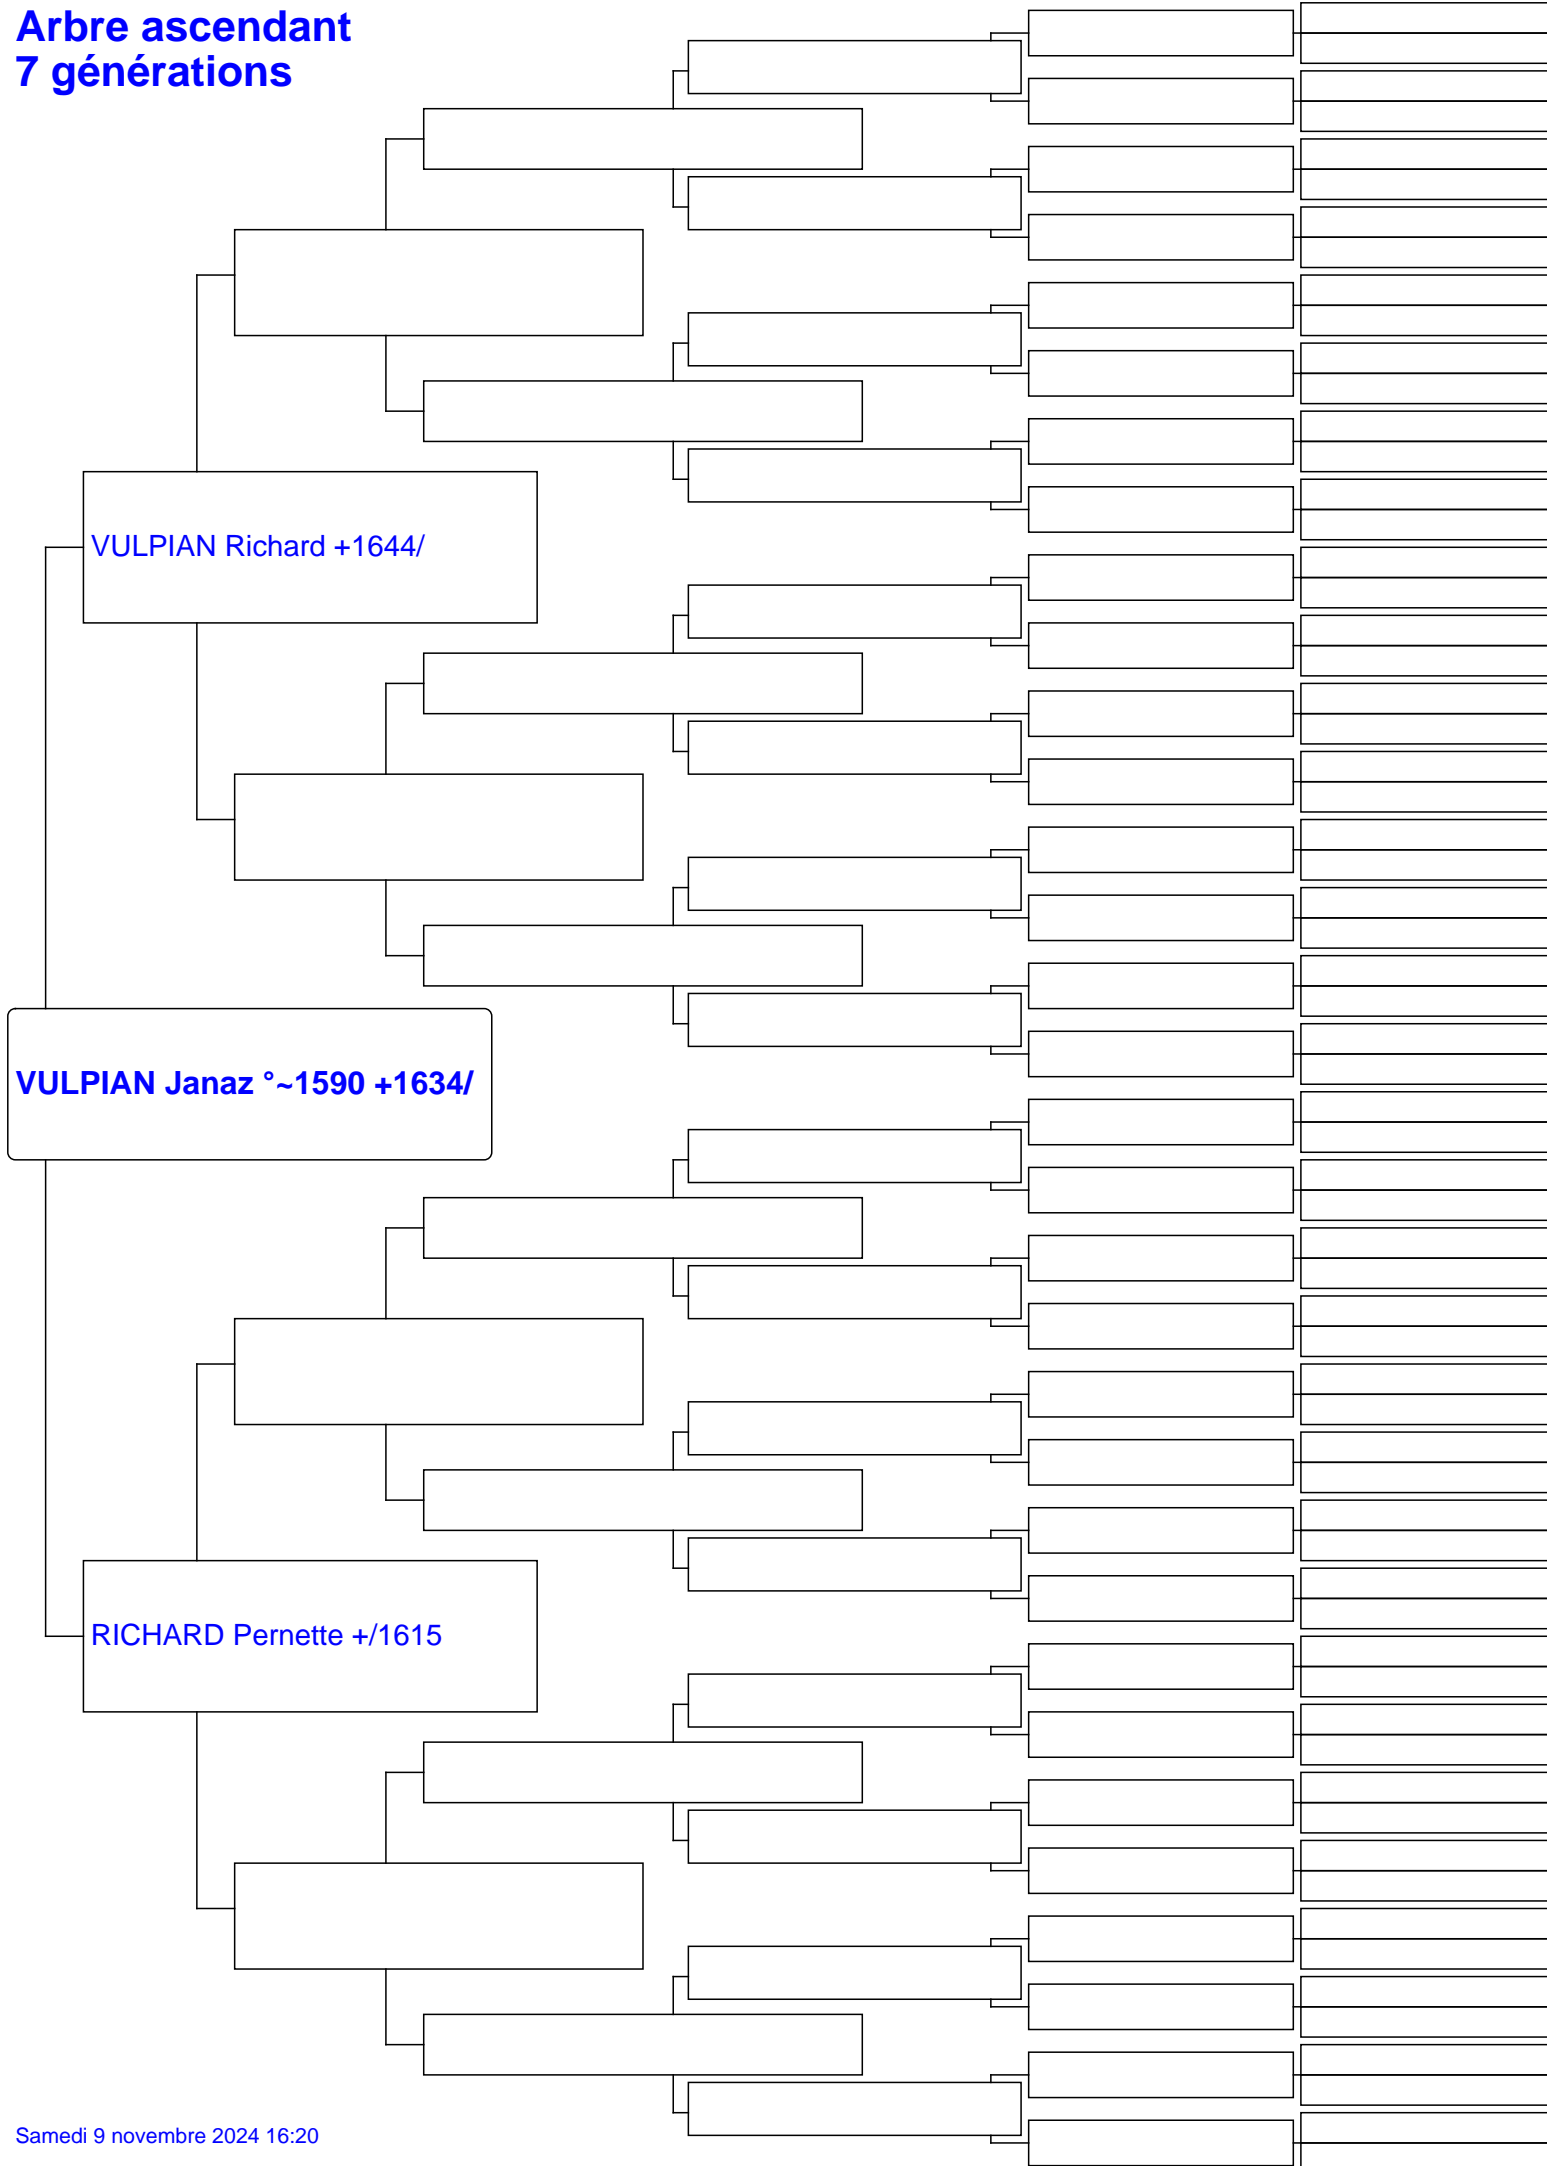 Arbre ascendant
7 générations
VULPIAN Richard +1644/
VULPIAN Janaz °~1590 +1634/
RICHARD Pernette +/1615
Samedi 9 novembre 2024 16:20